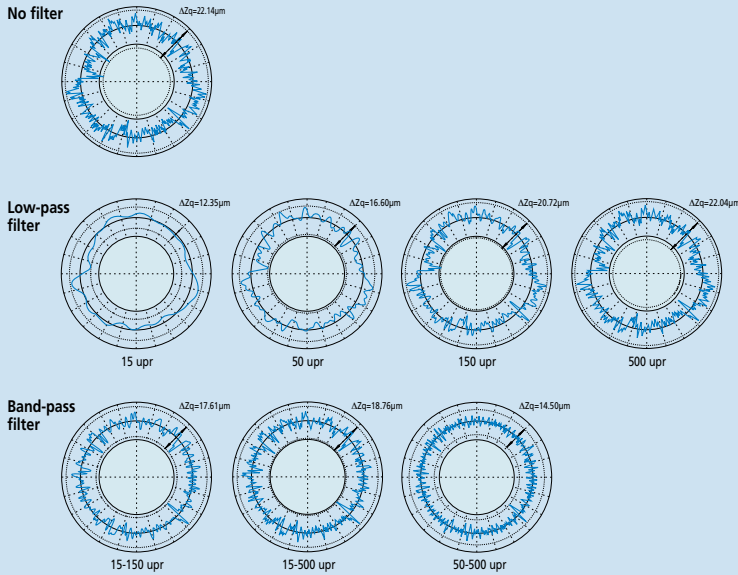 No filter
ΔZq=22.14µm
Low-pass
filter
ΔZq=12.35µm
ΔZq=16.60µm
ΔZq=20.72µm
ΔZq=22.04µm
15 upr
50 upr
150 upr
500 upr
Band-pass
filter
ΔZq=17.61µm
ΔZq=18.76µm
ΔZq=14.50µm
15-150 upr
15-500 upr
50-500 upr